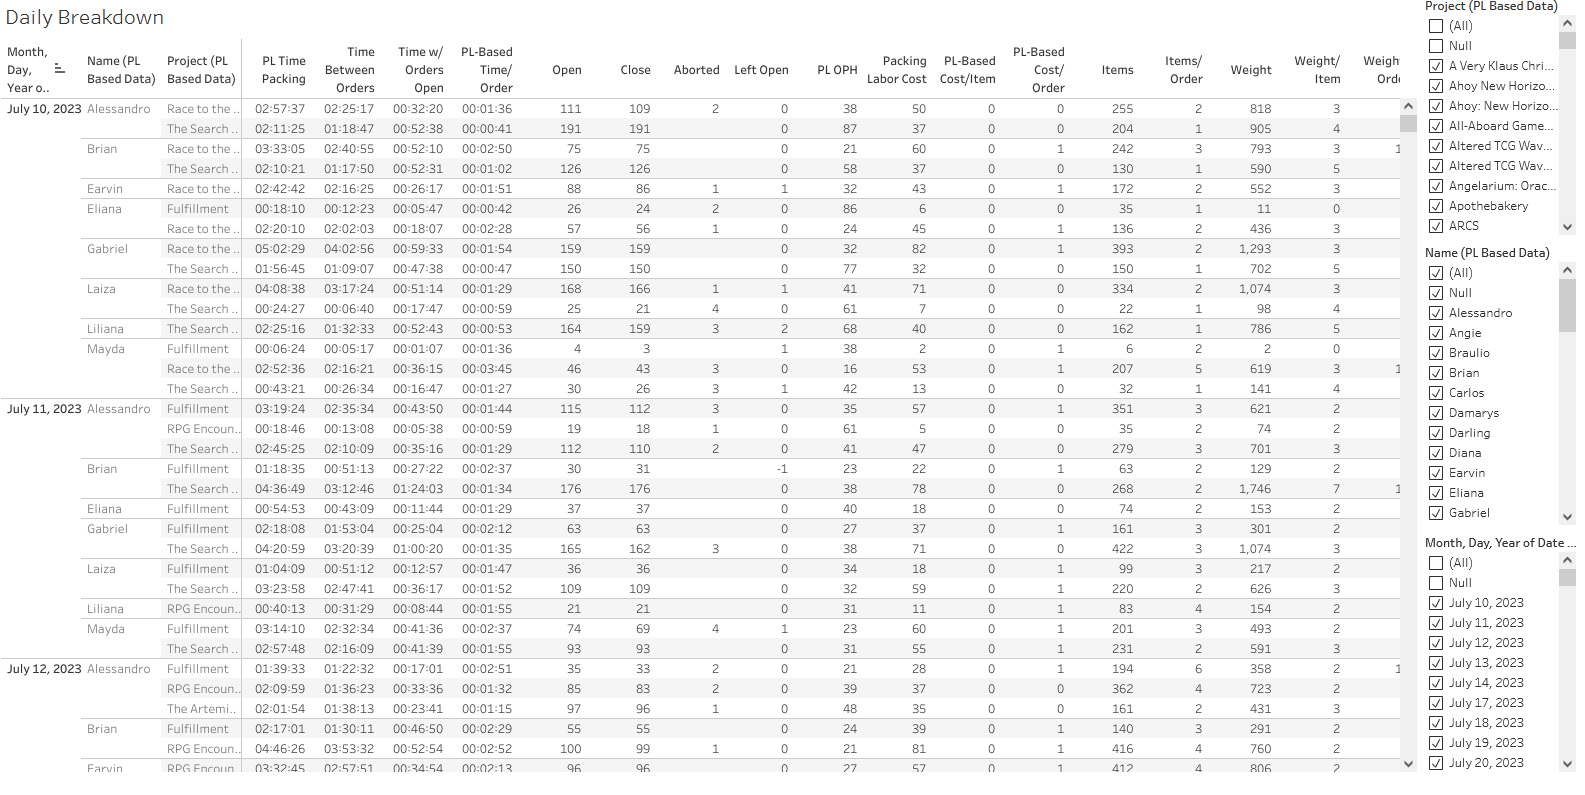 Daily Breakdown
Month, Day, Year o.. Name (PL Based Data) Project (PL Based Data) PL Time Packing Time Between Orders Time w/ Orders Open PL-Based Time/ Order Open Close Aborted Left Open PL OPH Packing Labor Cost PL-Based Cost/Item PL-Based Cost/ Order Items Items/ Order Weight Weight/ Item
July 10, 2023 Alessandro Race to the .. 02:57:37 02:25:17 00:32:20 00:01:36 111 109 2 0 38 50 0 0 255 2 818 3
The Search .. 02:11:25 01:18:47 00:52:38 00:00:41 191 191 0 87 37 0 0 204 1 905 4
Brian Race to the .. 03:33:05 02:40:55 00:52:10 00:02:50 75 75 0 21 60 0 1 242 3 793 3 1
The Search .. 02:10:21 01:17:50 00:52:31 00:01:02 126 126 0 58 37 0 0 130 1 590 5
Earvin Race to the .. 02:42:42 02:16:25 00:26:17 00:01:51 88 86 1 1 32 43 0 1 172 2 552 3
Eliana Fulfillment 00:18:10 00:12:23 00:05:47 00:00:42 26 24 2 0 86 6 0 0 35 1 11 0
Race to the .. 02:20:10 02:02:03 00:18:07 00:02:28 57 56 1 0 24 45 0 1 136 2 436 3
Gabriel Race to the .. 05:02:29 04:02:56 00:59:33 00:01:54 159 159 0 32 82 0 1 393 2 1,293 3
The Search .. 01:56:45 01:09:07 00:47:38 00:00:47 150 150 0 77 32 0 0 150 1 702 5
Laiza Race to the .. 04:08:38 03:17:24 00:51:14 00:01:29 168 166 1 1 41 71 0 0 334 2 1,074 3
The Search .. 00:24:27 00:06:40 00:17:47 00:00:59 25 21 4 0 61 7 0 0 22 1 98 4
Liliana The Search .. 02:25:16 01:32:33 00:52:43 00:00:53 164 159 3 2 68 40 0 0 162 1 786 5
Mayda Fulfillment 00:06:24 00:05:17 00:01:07 00:01:36 4 3 1 38 2 0 1 6 2 2 0
Race to the .. 02:52:36 02:16:21 00:36:15 00:03:45 46 43 3 0 16 53 0 1 207 5 619 3 1
The Search .. 00:43:21 00:26:34 00:16:47 00:01:27 30 26 3 1 42 13 0 0 32 1 141 4
July 11, 2023 Alessandro Fulfillment 03:19:24 02:35:34 00:43:50 00:01:44 115 112 3 0 35 57 0 1 351 3 621 2
RPG Encoun.. 00:18:46 00:13:08 00:05:38 00:00:59 19 18 1 0 61 5 0 0 35 2 74 2
The Search .. 02:45:25 02:10:09 00:35:16 00:01:29 112 110 2 0 41 47 0 0 279 3 701 3
Brian Fulfillment 01:18:35 00:51:13 00:27:22 00:02:37 30 31 -1 23 22 0 1 63 2 129 2
The Search .. 04:36:49 03:12:46 01:24:03 00:01:34 176 176 0 38 78 0 0 268 2 1,746 7 1
Eliana Fulfillment 00:54:53 00:43:09 00:11:44 00:01:29 37 37 0 40 18 0 0 74 2 153 2
Gabriel Fulfillment 02:18:08 01:53:04 00:25:04 00:02:12 63 63 0 27 37 0 1 161 3 301 2
The Search .. 04:20:59 03:20:39 01:00:20 00:01:35 165 162 3 0 38 71 0 0 422 3 1,074 3
Laiza Fulfillment 01:04:09 00:51:12 00:12:57 00:01:47 36 36 0 34 18 0 1 99 3 217 2
The Search .. 03:23:58 02:47:41 00:36:17 00:01:52 109 109 0 32 59 0 1 220 2 626 3
Liliana RPG Encoun.. 00:40:13 00:31:29 00:08:44 00:01:55 21 21 0 31 11 0 1 83 4 154 2
Mayda Fulfillment 03:14:10 02:32:34 00:41:36 00:02:37 74 69 4 1 23 60 0 1 201 3 493 2
The Search .. 02:57:48 02:16:09 00:41:39 00:01:55 93 93 0 31 55 0 1 231 2 591 3
July 12, 2023 Alessandro Fulfillment 01:39:33 01:22:32 00:17:01 00:02:51 35 33 2 0 21 28 0 1 194 6 358 2 1
RPG Encoun.. 02:09:59 01:36:23 00:33:36 00:01:32 85 83 2 0 39 37 0 0 362 4 723 2
The Artemi.. 02:01:54 01:38:13 00:23:41 00:01:15 97 96 1 0 48 35 0 0 161 2 431 3
Brian Fulfillment 02:17:01 01:30:11 00:46:50 00:02:29 55 55 0 24 39 0 1 140 3 291 2
RPG Encoun.. 04:46:26 03:53:32 00:52:54 00:02:52 100 99 1 0 21 81 0 1 416 4 760 2
Earvin RPG Encoun 03:32:45 02:57:51 00:34:54 00:02:13 96 96 0 27 57 0 1 412 4 806 2
Project (PL Based Data)
(All)
Null
A Very Klaus Chri...
Ahoy New Horizo...
Ahoy: New Horizo...
All-Aboard Game...
Altered TCG Wav...
Altered TCG Wav...
Angelarium: Orac...
Apothebakery
ARCS
Name (PL Based Data)
(All)
Null
Alessandro
Angie
Braulio
Brian
Carlos
Damarys
Darling
Diana
Earvin
Eliana
Gabriel
Month, Day, Year of Date ...
(All)
Null
July 10, 2023
July 11, 2023
July 12, 2023
July 13, 2023
July 14, 2023
July 17, 2023
July 18, 2023
July 19, 2023
July 20, 2023